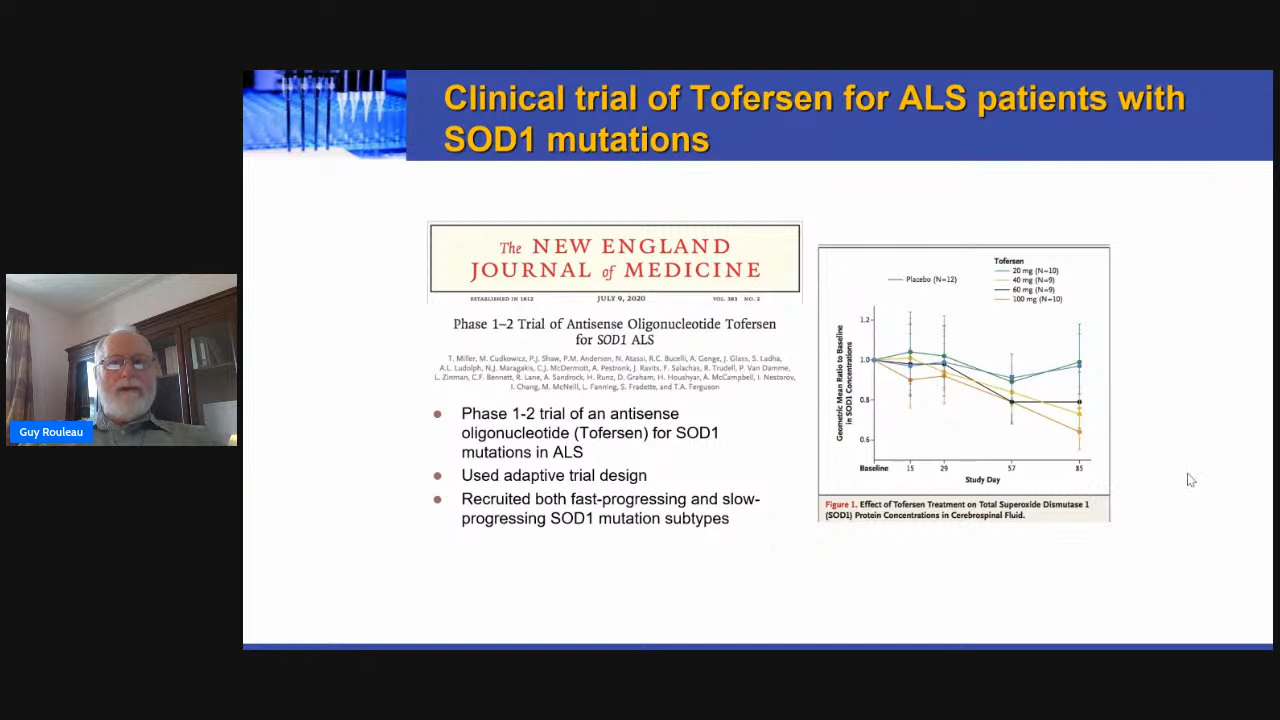 Clinical trial of Tofersen for ALS patients with
SOD1 mutations
The NEW ENGLAND
JOURNAL of MEDICINE
ESTABLISHED IN 1812 JULY 9, 2020 VOL. 383 NO. 2
Phase 1–2 Trial of Antisense Oligonucleotide Tofersen
for SOD1 ALS
T. Miller, M. Cudkowicz, P.J. Shaw, P.M. Andersen, N. Atassi, R.C. Bucelli, A. Genge, J. Glass, S. Ladha,
A.L. Ludolph, N.J. Maragakis, C.J. McDermott, A. Pestronk, J. Ravits, F. Salachas, R. Trudell, P. Van Damme,
L. Zinman, C.F. Bennett, R. Lane, A. Sandrock, H. Runz, D. Graham, H. Houshyar, A. McCampbell, I. Nestorov,
I. Chang, M. McNeill, L. Fanning, S. Fradette, and T.A. Ferguson
Phase 1-2 trial of an antisense
oligonucleotide (Tofersen) for SOD1
mutations in ALS
Used adaptive trial design
Recruited both fast-progressing and slow-
progressing SOD1 mutation subtypes
Tofersen
Placebo (N=12)
20 mg (N=10)
40 mg (N=9)
60 mg (N=9)
100 mg (N=10)
Geometric Mean Ratio to Baseline
in SOD1 Concentrations
1.2
1.0
0.8
0.6
Baseline 15 29 57 85
Study Day
Figure 1. Effect of Tofersen Treatment on Total Superoxide Dismutase 1
(SOD1) Protein Concentrations in Cerebrospinal Fluid.
Guy Rouleau